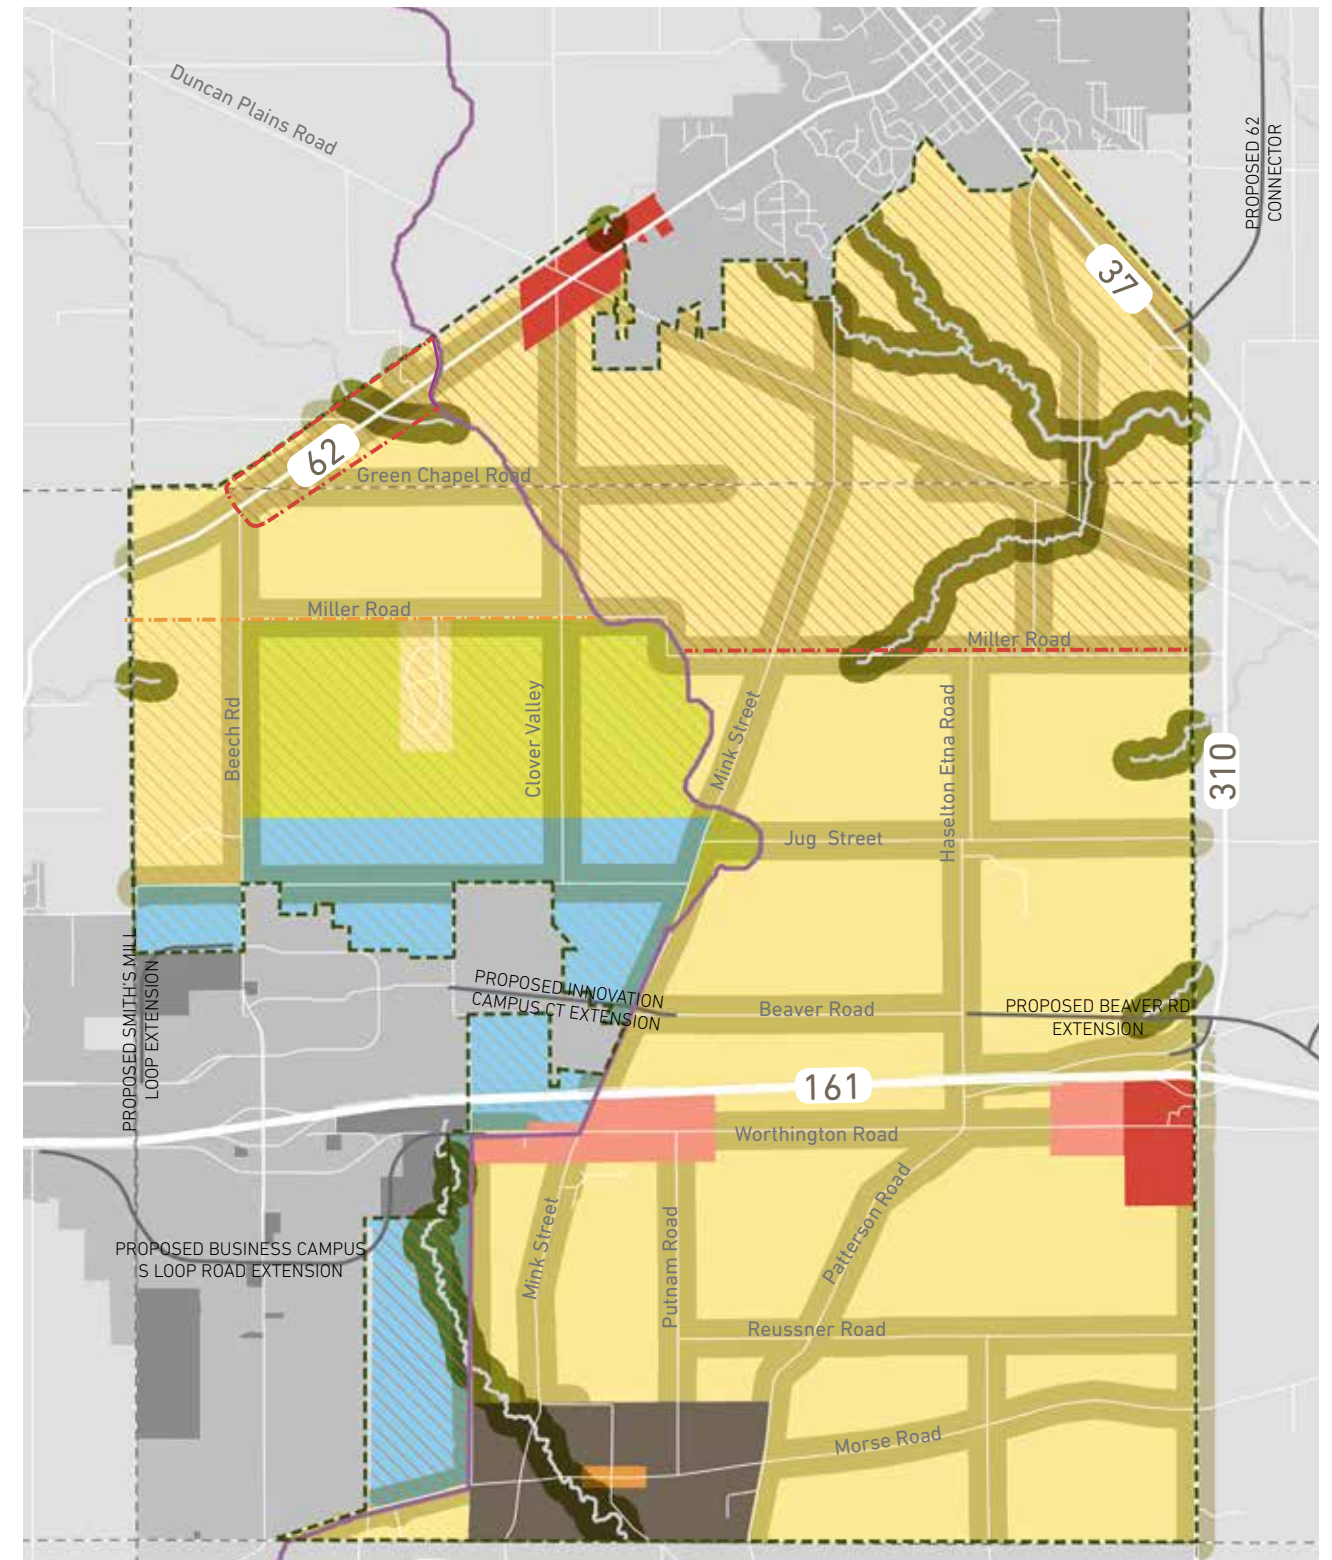 Duncan Plains Road
PROPOSED 62
CONNECTOR
37
62
Green Chapel Road
Miller Road
Miller Road
Beech Rd
Clover Valley
Mink Street
Haselton Etna Road
310
Jug Street
PROPOSED SMITH'S MILL
LOOP EXTENSION
PROPOSED INNOVATION
CAMPUS CT EXTENSION
Beaver Road
PROPOSED BEAVER RD
EXTENSION
161
Worthington Road
PROPOSED BUSINESS CAMPUS
S LOOP ROAD EXTENSION
Mink Street
Putnam Road
Patterson Road
Reussner Road
Morse Road